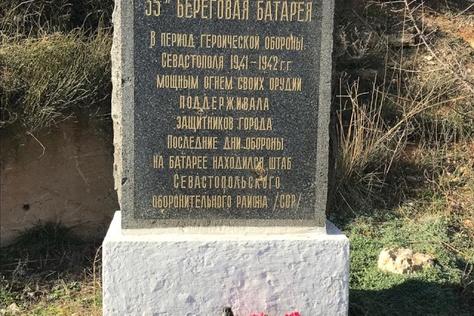 35ᴬ БЕРЕГОВАЯ БАТАРЕЯ
В ПЕРИОД ГЕРОИЧЕСКОЙ ОБОРОНЫ
СЕВАСТОПОЛЯ 1941-1942 г.г.
МОЩНЫМ ОГНЕМ СВОИХ ОРУДИЙ
ПОДДЕРЖИВАЛА
ЗАЩИТНИКОВ ГОРОДА
ПОСЛЕДНИЕ ДНИ ОБОРОНЫ
НА БАТАРЕЕ НАХОДИЛСЯ ШТАБ
СЕВАСТОПОЛЬСКОГО
ОБОРОНИТЕЛЬНОГО РАЙОНА /СОР/